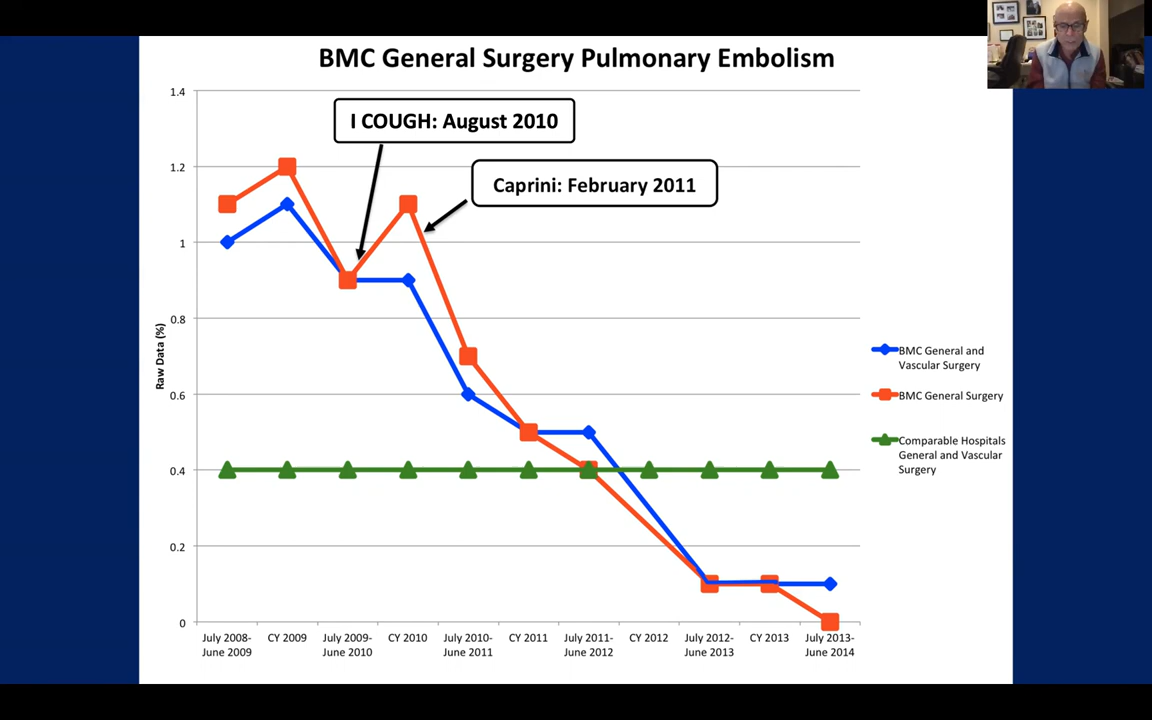 BMC General Surgery Pulmonary Embolism
1.4
1.2
1
0.8
0.6
0.4
0.2
0
Raw Data (%)
I COUGH: August 2010
Caprini: February 2011
BMC General and
Vascular Surgery
BMC General Surgery
Comparable Hospitals
General and Vascular
Surgery
July 2008-
June 2009
CY 2009
July 2009-
June 2010
CY 2010
July 2010-
June 2011
CY 2011
July 2011-
June 2012
CY 2012
July 2012-
June 2013
CY 2013
July 2013-
June 2014